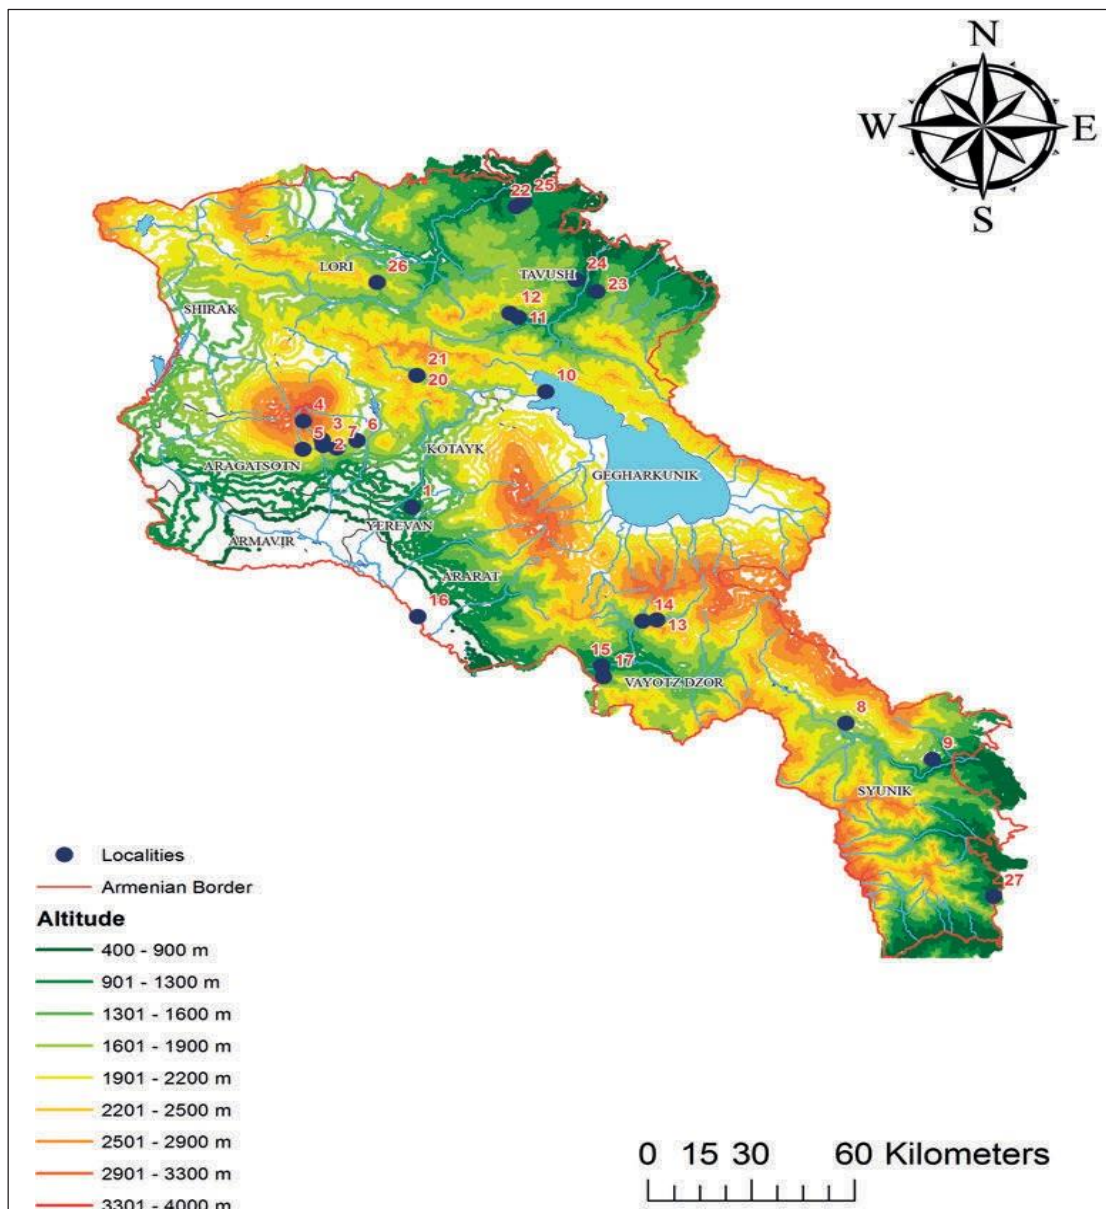 N
W E
S
25
22
24
TAVUSH
26
LORI
23
12
SHIRAK
11
21
10
20
4
3 6
5 7
2
KOTAYK
ARAGATSOTN
GEGHARKUNIK
1
YEREVAN
ARMAVIR
ARARAT
16
14
13
15
17
VAYOTZ DZOR
8
9
SYUNIK
27
Localities
Armenian Border
Altitude
400 - 900 m
901 - 1300 m
1301 - 1600 m
1601 - 1900 m
1901 - 2200 m
2201 - 2500 m
2501 - 2900 m
2901 - 3300 m
3301 - 4000 m
0 15 30 60 Kilometers